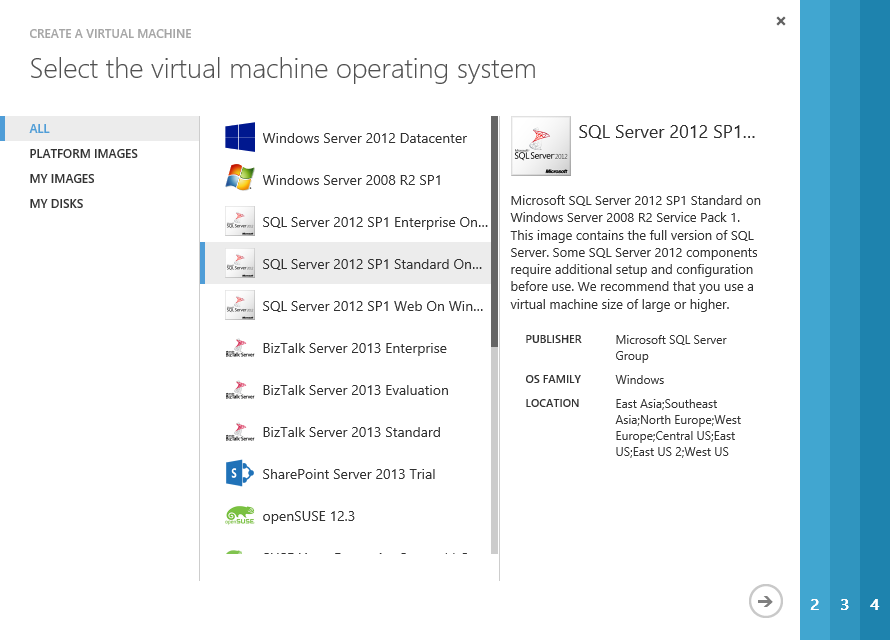 CREATE A VIRTUAL MACHINE
Select the virtual machine operating system
ALL
PLATFORM IMAGES
MY IMAGES
MY DISKS
Windows Server 2012 Datacenter
Windows Server 2008 R2 SP1
SQL Server 2012 SP1 Enterprise On...
SQL Server 2012 SP1 Standard On...
SQL Server 2012 SP1 Web On Win...
BizTalk Server 2013 Enterprise
BizTalk Server 2013 Evaluation
BizTalk Server 2013 Standard
SharePoint Server 2013 Trial
openSUSE 12.3
SQL Server 2012
Microsoft
SQL Server 2012 SP1...
Microsoft SQL Server 2012 SP1 Standard on
Windows Server 2008 R2 Service Pack 1.
This image contains the full version of SQL
Server. Some SQL Server 2012 components
require additional setup and configuration
before use. We recommend that you use a
virtual machine size of large or higher.
PUBLISHER Microsoft SQL Server
Group
OS FAMILY Windows
LOCATION East Asia;Southeast
Asia;North Europe;West
Europe;Central US;East
US;East US 2;West US
2 3 4